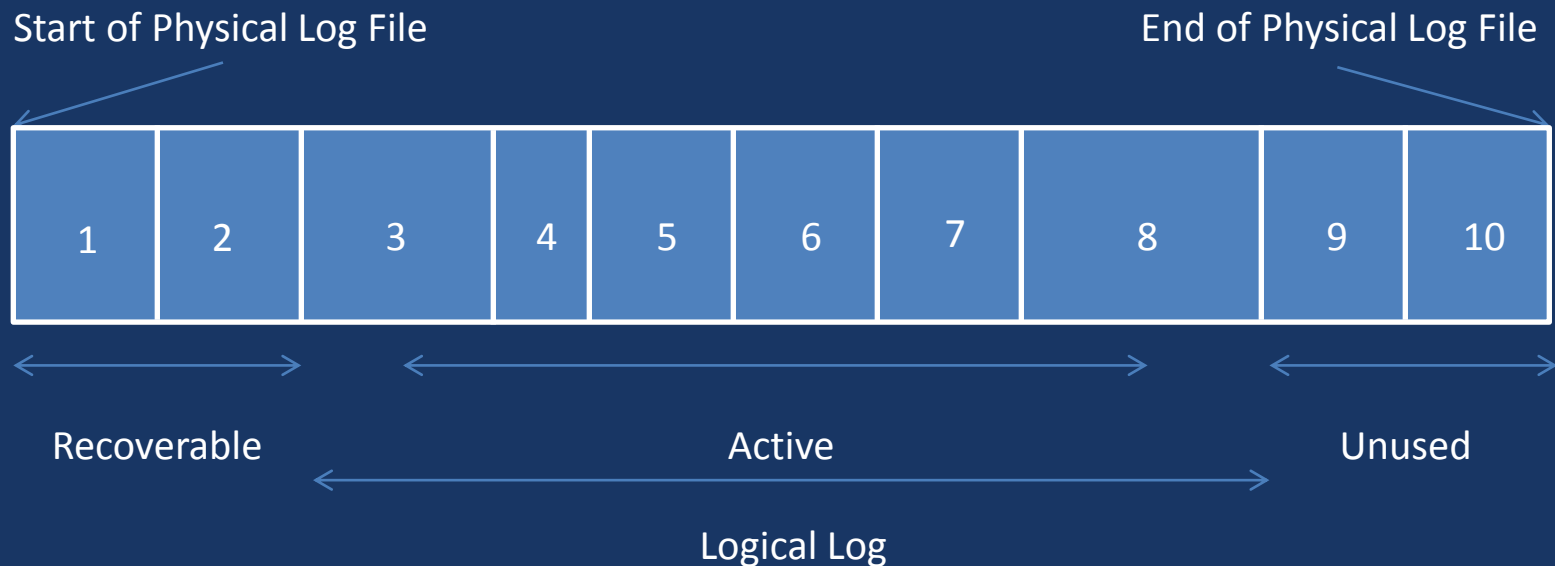 Start of Physical Log File
End of Physical Log File
1 2 3 4 5 6 7 8 9 10
Recoverable
Active
Unused
Logical Log